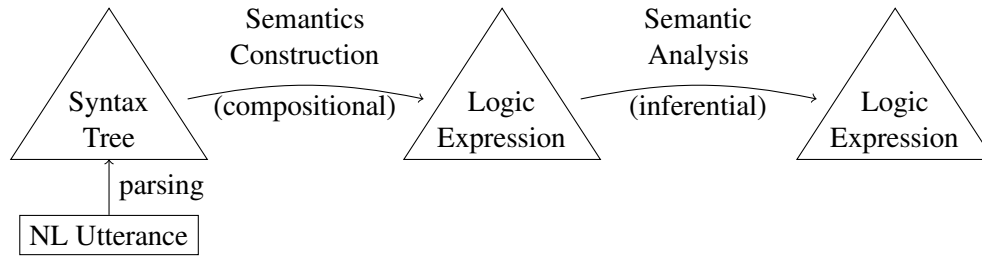 Semantics
Construction
(compositional)
Semantic
Analysis
(inferential)
Syntax
Tree
Logic
Expression
Logic
Expression
parsing
NL Utterance